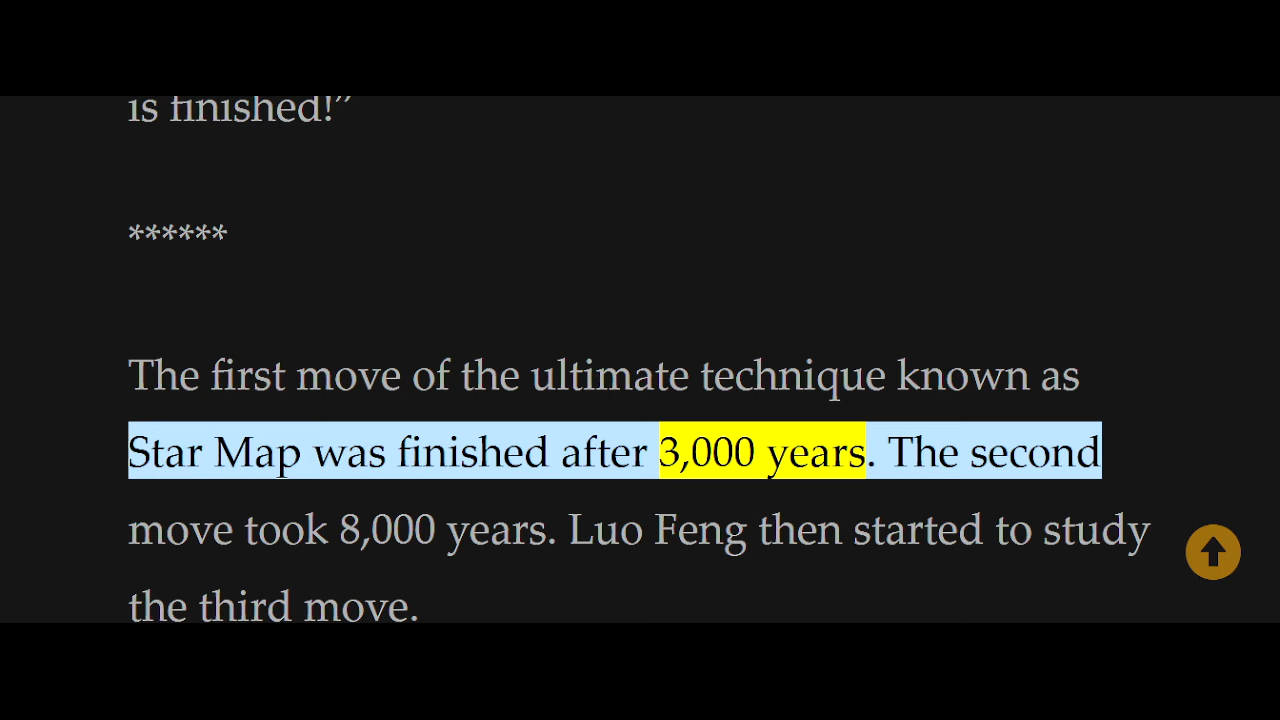 is finished!”
******
The first move of the ultimate technique known as
Star Map was finished after 3,000 years. The second
move took 8,000 years. Luo Feng then started to study
the third move.